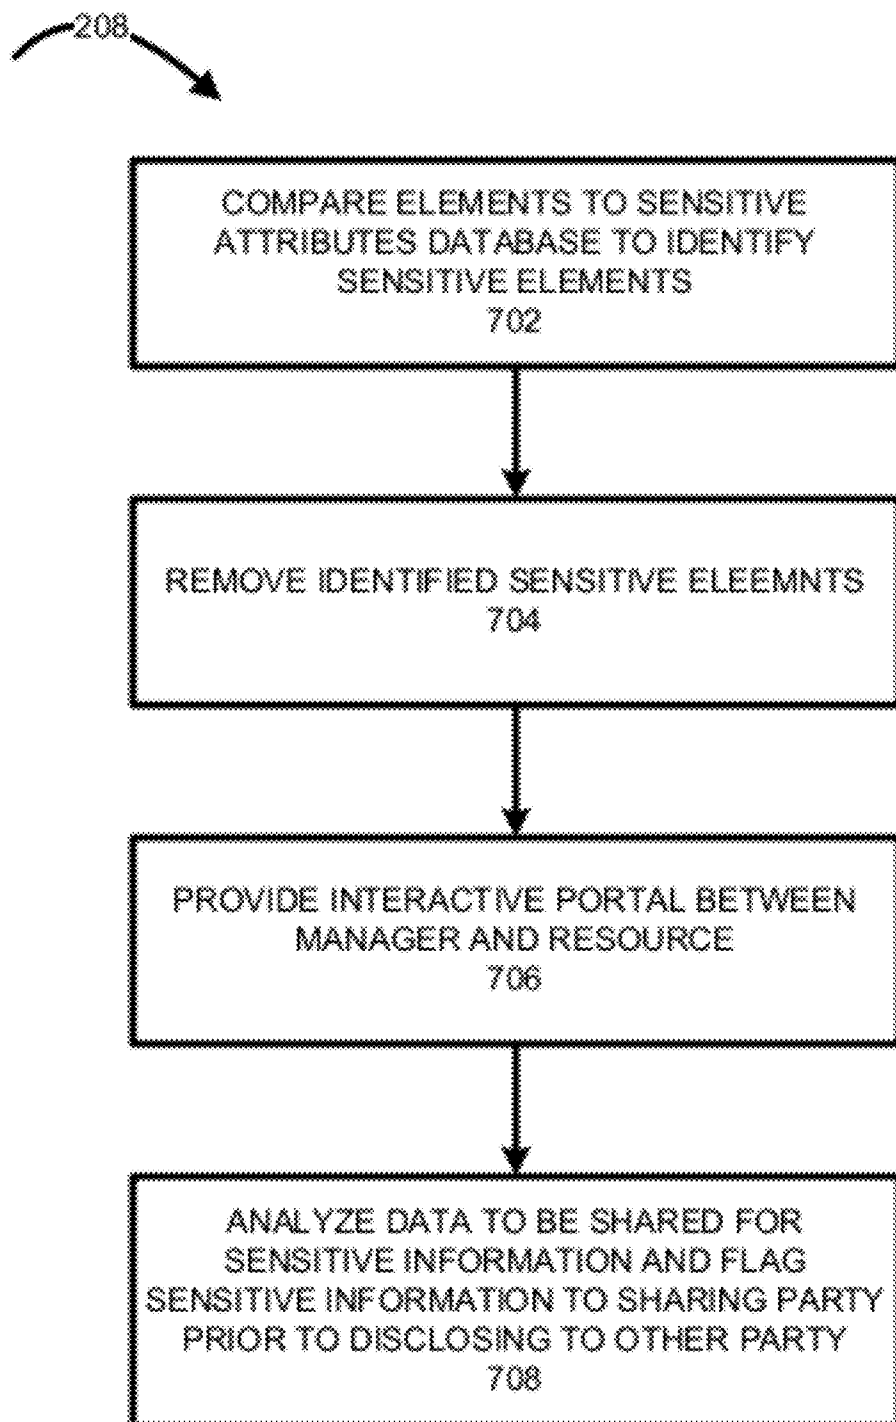 208
COMPARE ELEMENTS TO SENSITIVE
ATTRIBUTES DATABASE TO IDENTIFY
SENSITIVE ELEMENTS
702
REMOVE IDENTIFIED SENSITIVE ELEEMNTS
704
PROVIDE INTERACTIVE PORTAL BETWEEN
MANAGER AND RESOURCE
706
ANALYZE DATA TO BE SHARED FOR
SENSITIVE INFORMATION AND FLAG
SENSITIVE INFORMATION TO SHARING PARTY
PRIOR TO DISCLOSING TO OTHER PARTY
708